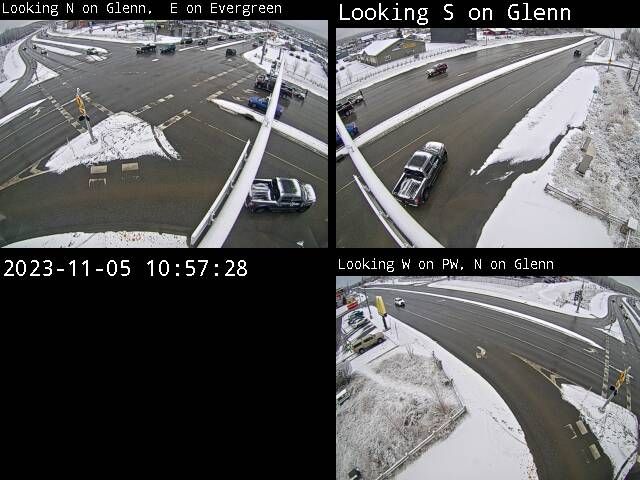 Looking N on Glenn,  E on Evergreen
Looking S on Glenn
2023-11-05 10:57:28
Looking W on PW, N on Glenn